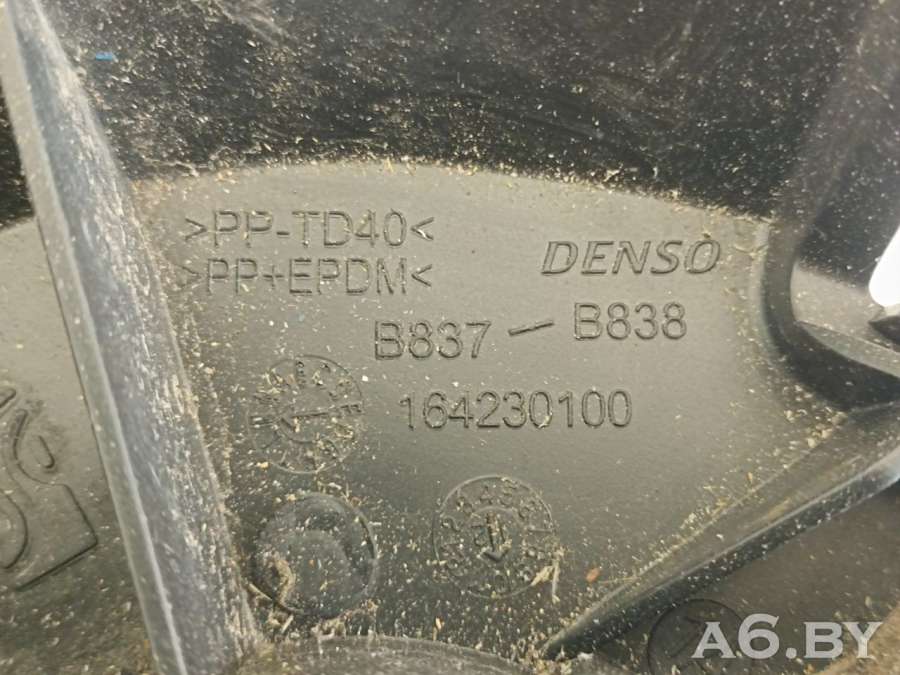 >PP-TD40<
>PP+EPDM<
DENSO
B837 — B838
164230100
A6.BY